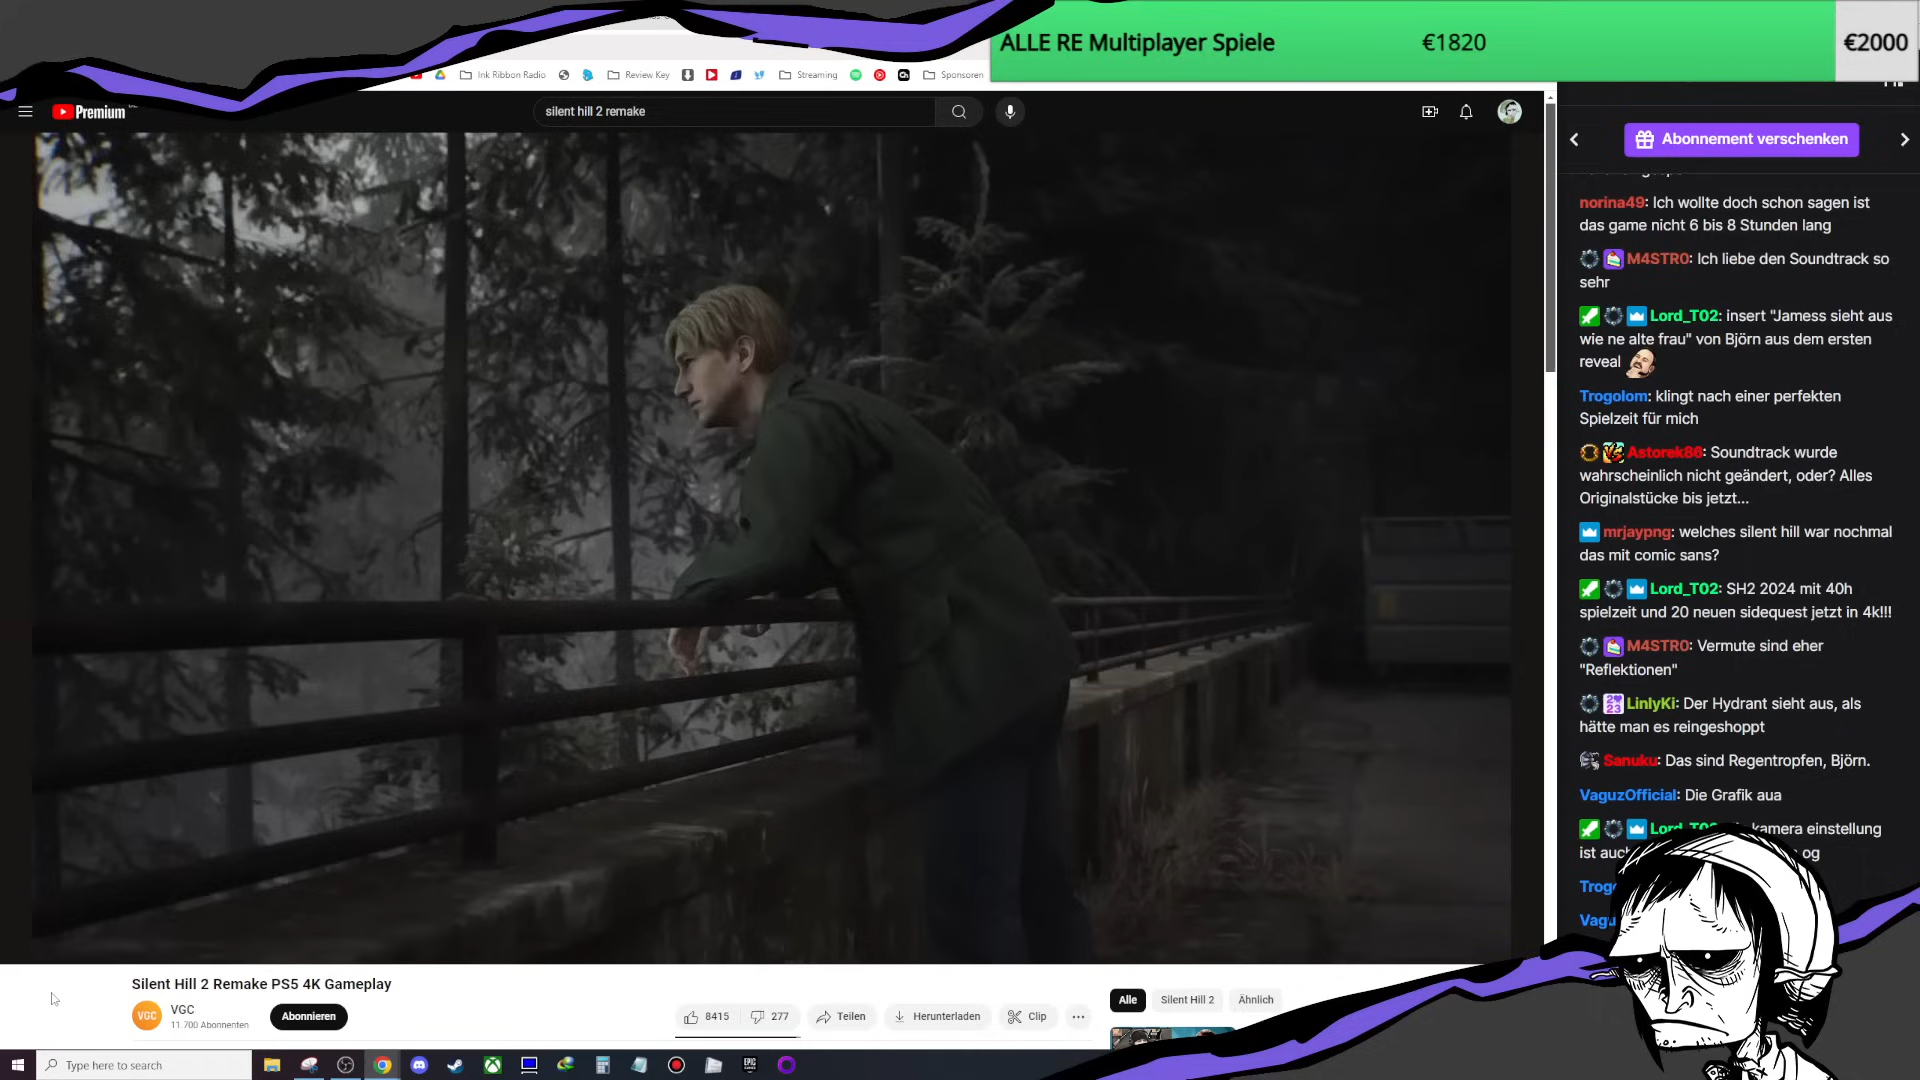 ALLE RE Multiplayer Spiele €1820 €2000
Ink Ribbon Radio Review Key Streaming Sponsoren
Premium silent hill 2 remake
Abonnement verschenken
norina49: Ich wollte doch schon sagen ist
das game nicht 6 bis 8 Stunden lang
M4STR0: Ich liebe den Soundtrack so
sehr
Lord_T02: insert "Jamess sieht aus
wie ne alte frau" von Björn aus dem ersten
reveal
Trogolom: klingt nach einer perfekten
Spielzeit für mich
Astorek86: Soundtrack wurde
wahrscheinlich nicht geändert, oder? Alles
Originalstücke bis jetzt...
mrjaypng: welches silent hill war nochmal
das mit comic sans?
Lord_T02: SH2 2024 mit 40h
spielzeit und 20 neuen sidequest jetzt in 4k!!!
M4STR0: Vermute sind eher
"Reflektionen"
LinlyKi: Der Hydrant sieht aus, als
hätte man es reingeshoppt
Sanuku: Das sind Regentropfen, Björn.
VaguzOfficial: Die Grafik aua
Lord_T02: kamera einstellung
ist og
Silent Hill 2 Remake PS5 4K Gameplay
VGC
VGC
11.700 Abonnenten
Abonnieren
8415 277 Teilen Herunterladen Clip
Alle Silent Hill 2 Ähnlich
Type here to search
EPIC